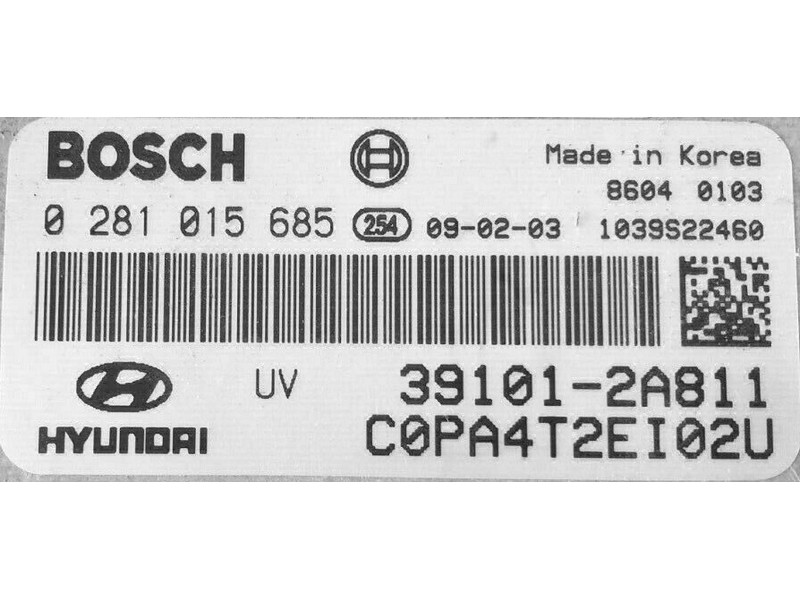 BOSCH Made in Korea
8604 0103
0 281 015 685 254 09-02-03 1039S22460
UV 39101-2A811
HYUNDAI C0PA4T2EI02U